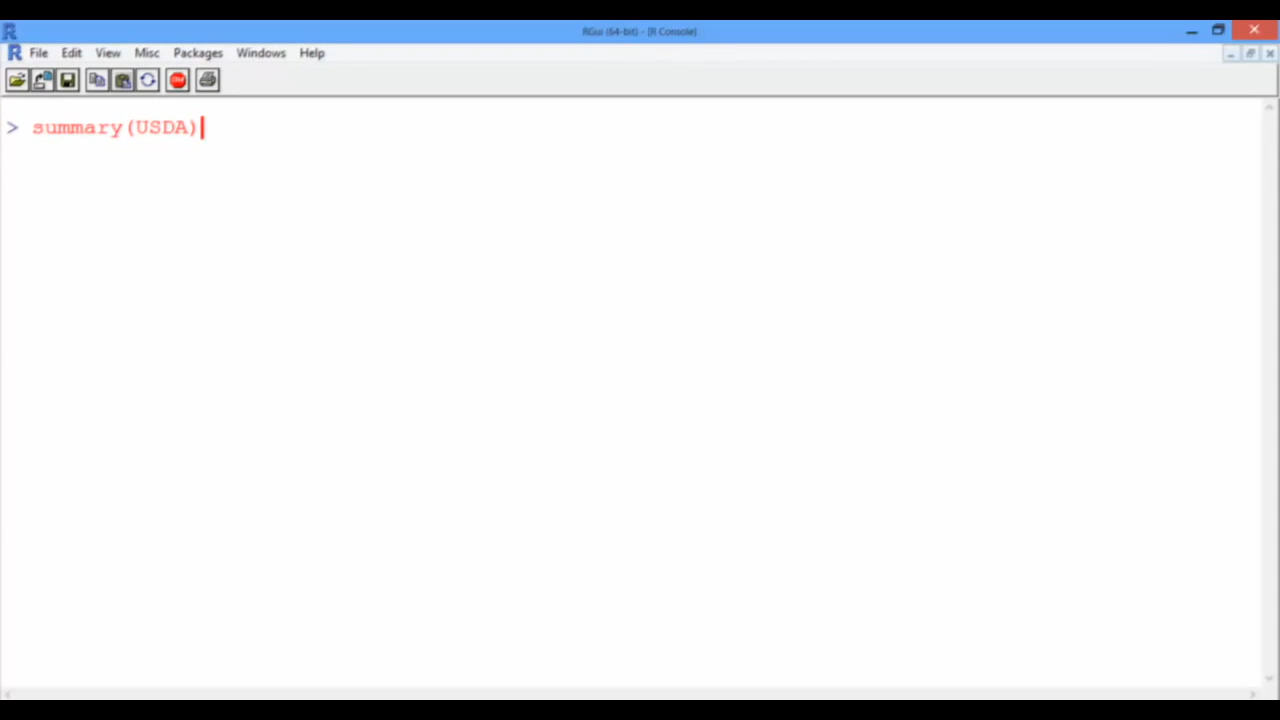 RGui (64-bit) - [R Console]
File Edit View Misc Packages Windows Help
> summary(USDA)